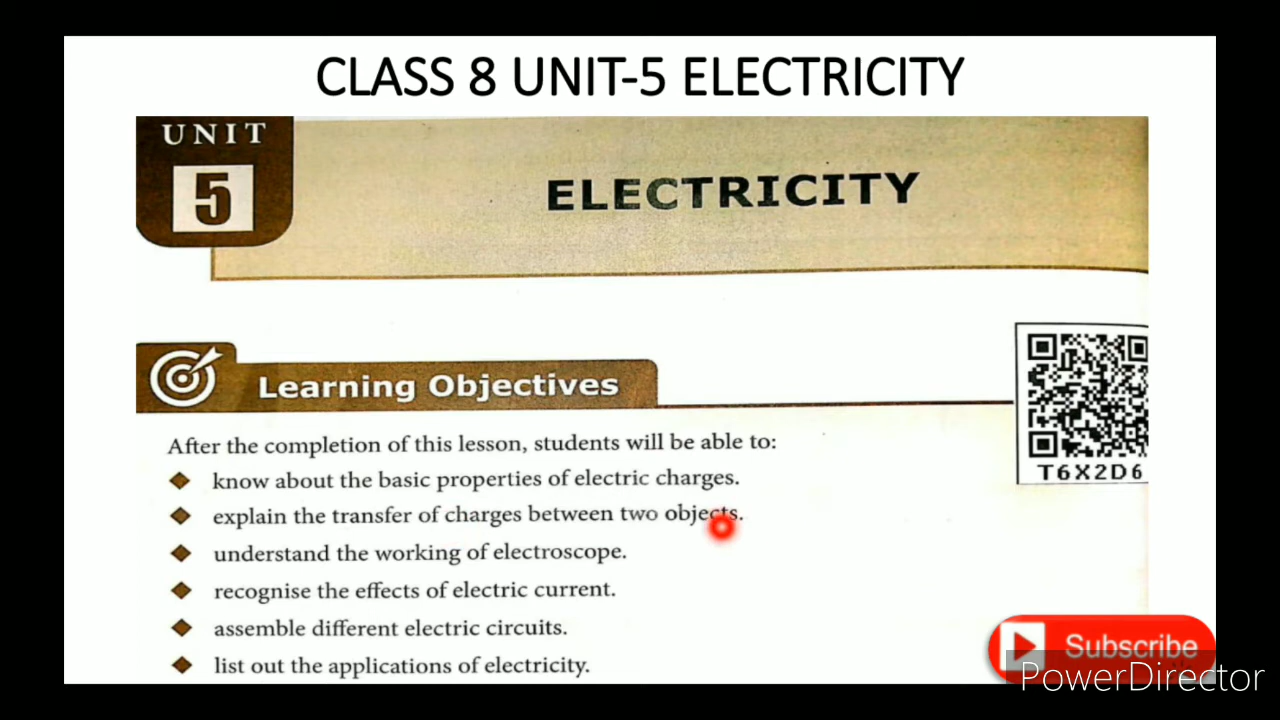 CLASS 8 UNIT-5 ELECTRICITY
UNIT
5
ELECTRICITY
Learning Objectives
T6X2D6
After the completion of this lesson, students will be able to:
know about the basic properties of electric charges.
explain the transfer of charges between two objects.
understand the working of electroscope.
recognise the effects of electric current.
assemble different electric circuits.
list out the applications of electricity.
Subscribe
PowerDirector